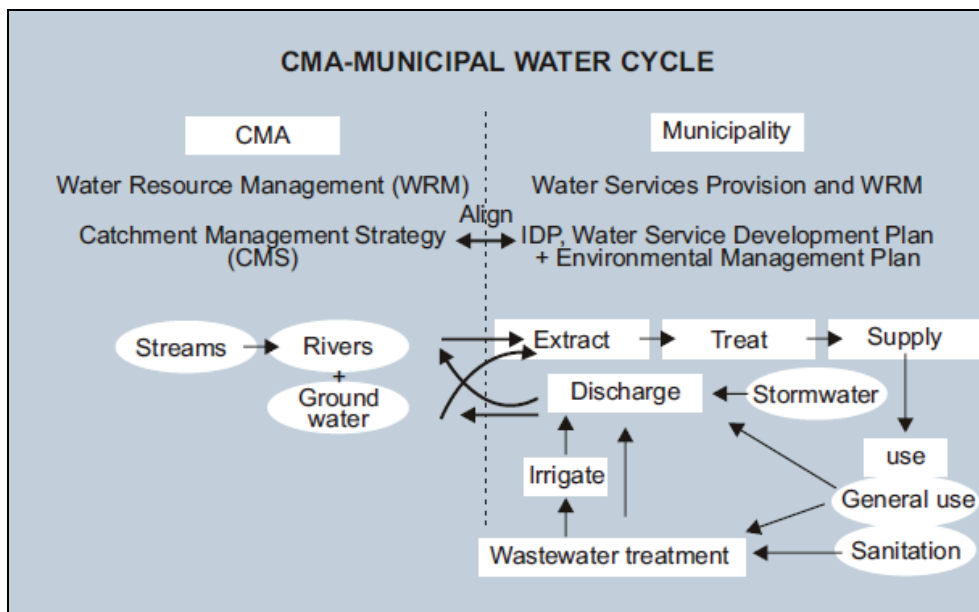 CMA-MUNICIPAL WATER CYCLE
CMA
Municipality
Water Resource Management (WRM)
Water Services Provision and WRM
Align
Catchment Management Strategy
(CMS)
IDP, Water Service Development Plan
+ Environmental Management Plan
Streams
Rivers
+
Ground
water
Extract
Treat
Supply
Discharge
Stormwater
use
Irrigate
General use
Wastewater treatment
Sanitation